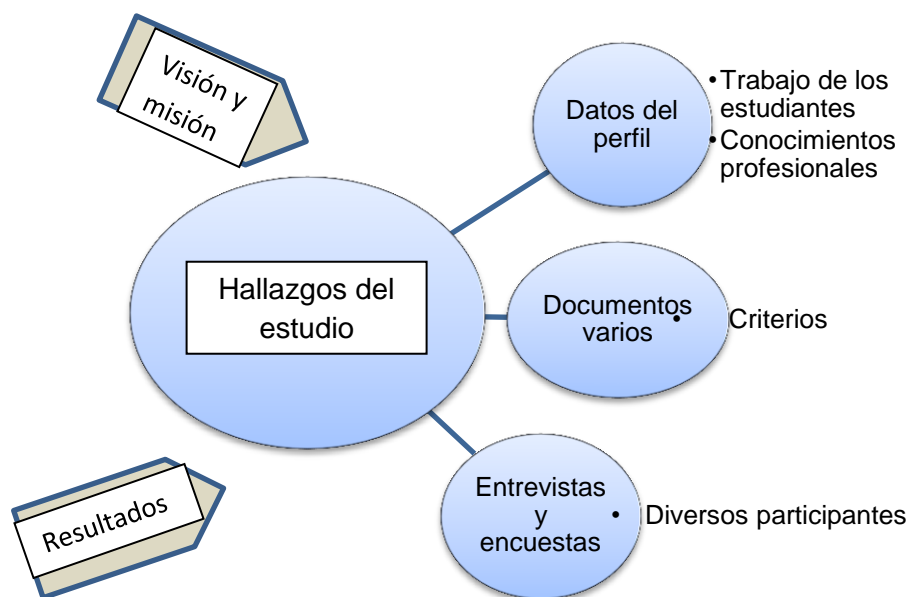 Visión y
misión
Datos del
perfil
•Trabajo de los
estudiantes
•Conocimientos
profesionales
Hallazgos del
estudio
Documentos
varios
• Criterios
Entrevistas
y
encuestas
• Diversos participantes
Resultados